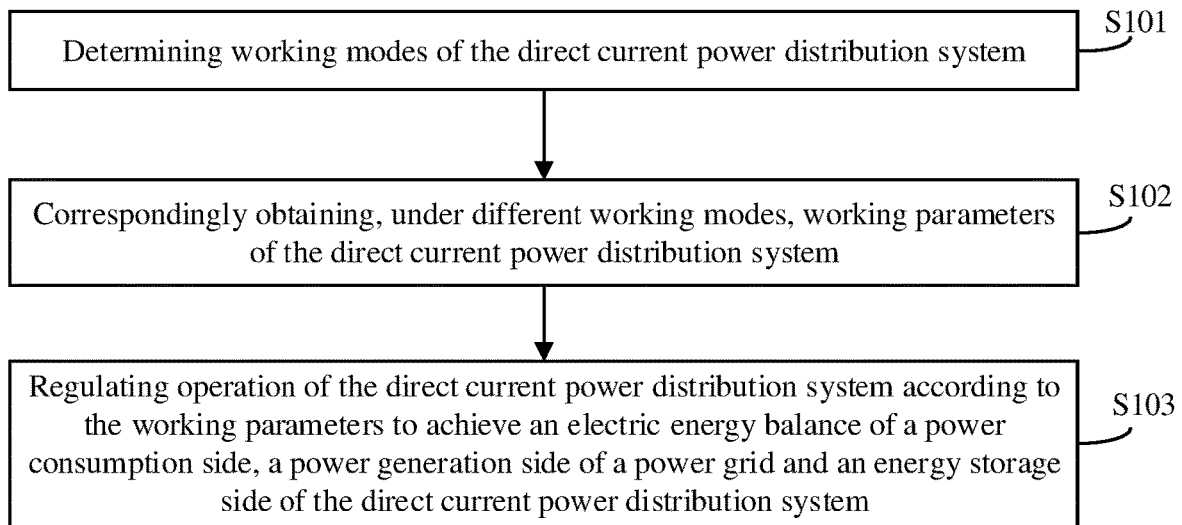 S101
Determining working modes of the direct current power distribution system
S102
Correspondingly obtaining, under different working modes, working parameters
of the direct current power distribution system
S103
Regulating operation of the direct current power distribution system according to
the working parameters to achieve an electric energy balance of a power
consumption side, a power generation side of a power grid and an energy storage
side of the direct current power distribution system